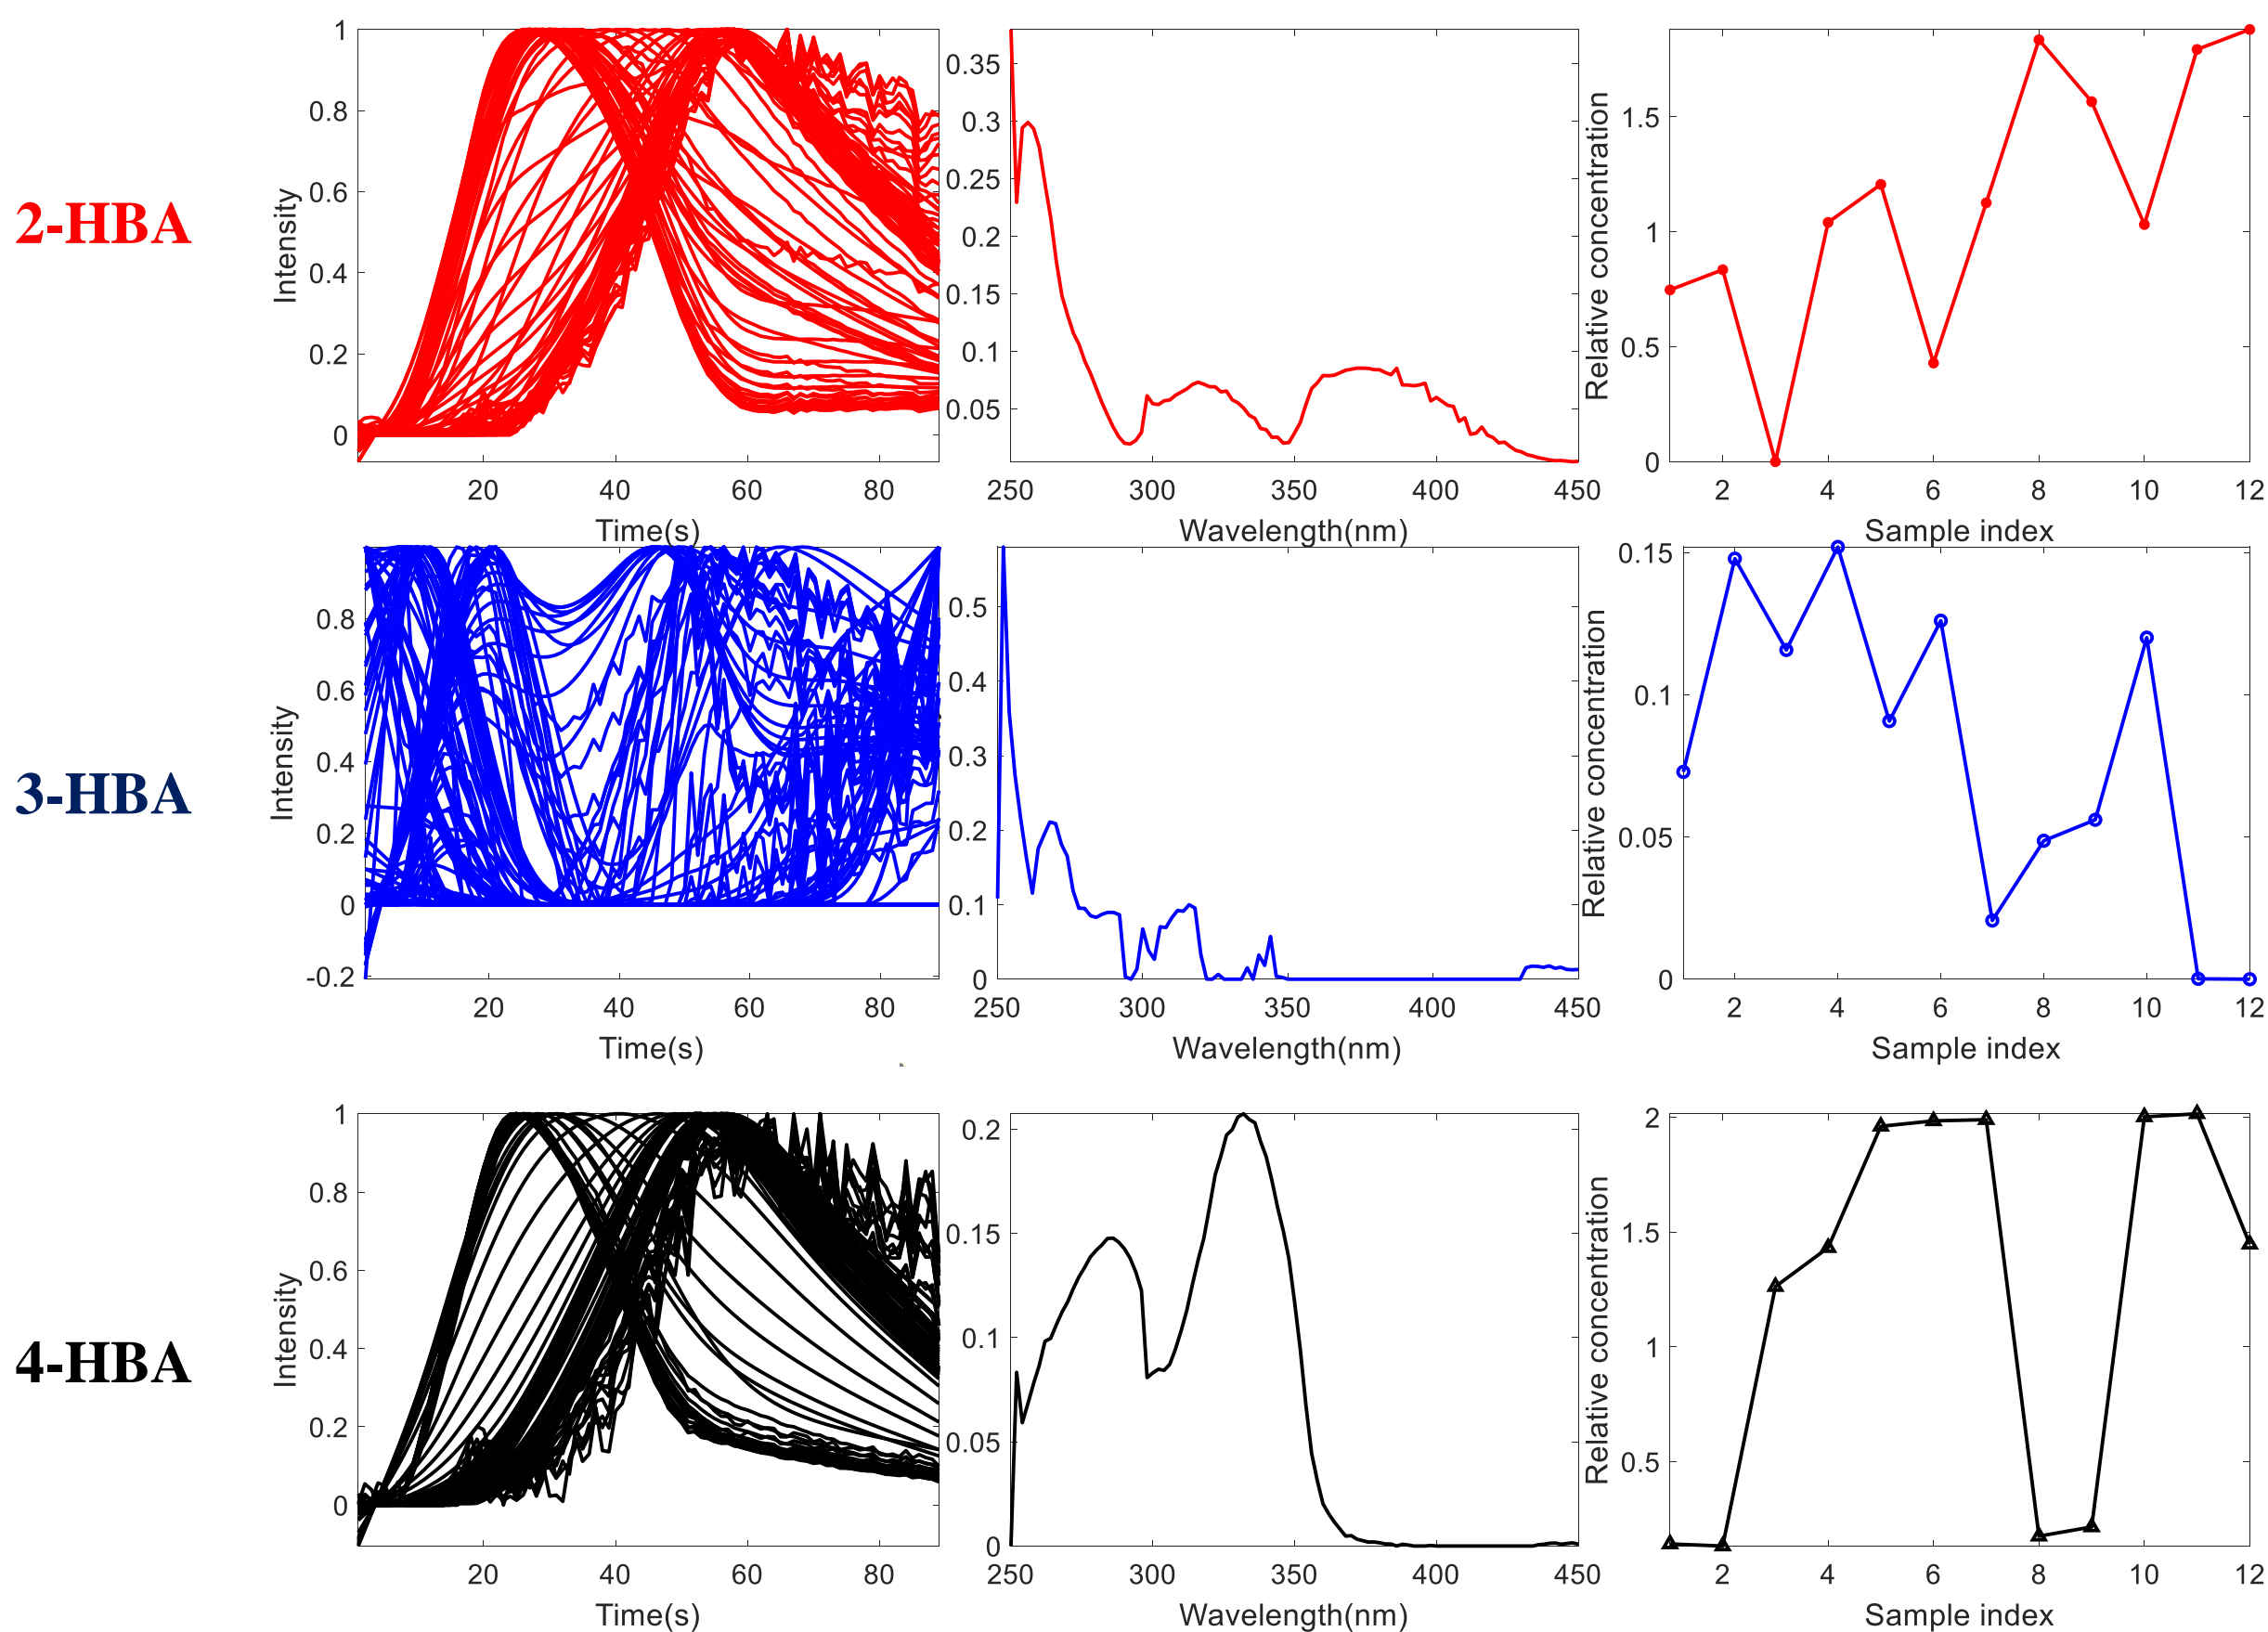 2-HBA
Intensity
1
0.8
0.6
0.4
0.2
0
20 40 60 80
Time(s)
0.35
0.3
0.25
0.2
0.15
0.1
0.05
250 300 350 400 450
Wavelength(nm)
Relative concentration
1.5
1
0.5
0
2 4 6 8 10 12
Sample index
3-HBA
Intensity
0.8
0.6
0.4
0.2
0
-0.2
20 40 60 80
Time(s)
0.5
0.4
0.3
0.2
0.1
0
250 300 350 400 450
Wavelength(nm)
Relative concentration
0.15
0.1
0.05
0
2 4 6 8 10 12
Sample index
4-HBA
Intensity
1
0.8
0.6
0.4
0.2
0
20 40 60 80
Time(s)
0.2
0.15
0.1
0.05
0
250 300 350 400 450
Wavelength(nm)
Relative concentration
2
1.5
1
0.5
2 4 6 8 10 12
Sample index